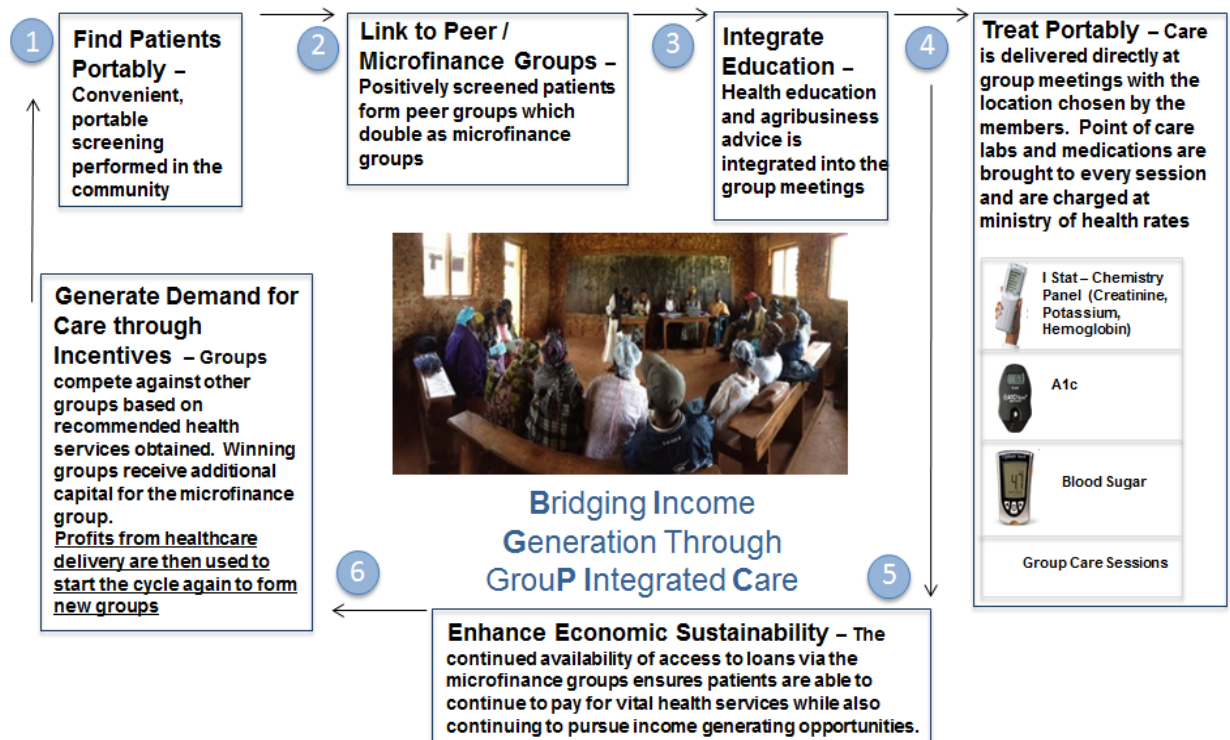 1
Find Patients
Portably –
Convenient,
portable
screening
performed in the
community
2
Link to Peer /
Microfinance Groups –
Positively screened patients
form peer groups which
double as microfinance
groups
3
Integrate
Education –
Health education
and agribusiness
advice is
integrated into the
group meetings
4
Treat Portably – Care
is delivered directly at
group meetings with the
location chosen by the
members. Point of care
labs and medications are
brought to every session
and are charged at
ministry of health rates
I Stat – Chemistry
Panel (Creatinine,
Potassium,
Hemoglobin)
A1c
47
Blood Sugar
Group Care Sessions
Bridging Income
Generation Through
GrouP Integrated Care
5
Enhance Economic Sustainability – The
continued availability of access to loans via the
microfinance groups ensures patients are able to
continue to pay for vital health services while also
continuing to pursue income generating opportunities.
6
Generate Demand for
Care through
Incentives – Groups
compete against other
groups based on
recommended health
services obtained. Winning
groups receive additional
capital for the microfinance
group.
Profits from healthcare
delivery are then used to
start the cycle again to form
new groups